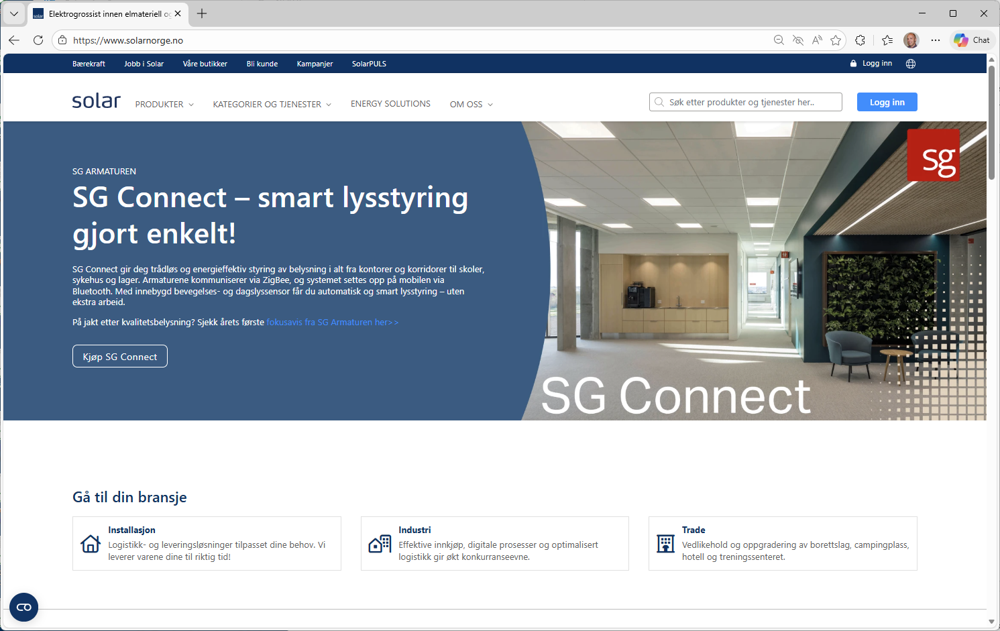 Elektrogrossist innen elmateriell og
https://www.solarnorge.no
Chat
Bærekraft
Jobb i Solar
Våre butikker
Bli kunde
Kampanjer
SolarPULS
Logg inn
solar
PRODUKTER
KATEGORIER OG TJENESTER
ENERGY SOLUTIONS
OM OSS
Søk etter produkter og tjenester her..
Logg inn
SG ARMATUREN
SG Connect – smart lysstyring
gjort enkelt!
SG Connect gir deg trådløs og energieffektiv styring av belysning i alt fra kontorer og korridorer til skoler,
sykehus og lager. Armaturene kommuniserer via ZigBee, og systemet settes opp på mobilen via
Bluetooth. Med innebygd bevegelses- og dagslyssensor får du automatisk og smart lysstyring – uten
ekstra arbeid.
På jakt etter kvalitetsbelysning? Sjekk årets første fokusavis fra SG Armaturen her>>
Kjøp SG Connect
sg
SG Connect
Gå til din bransje
Installasjon
Logistikk- og leveringsløsninger tilpasset dine behov. Vi
leverer varene dine til riktig tid!
Industri
Effektive innkjøp, digitale prosesser og optimalisert
logistikk gir økt konkurranseevne.
Trade
Vedlikehold og oppgradering av borettslag, campingplass,
hotell og treningssenteret.